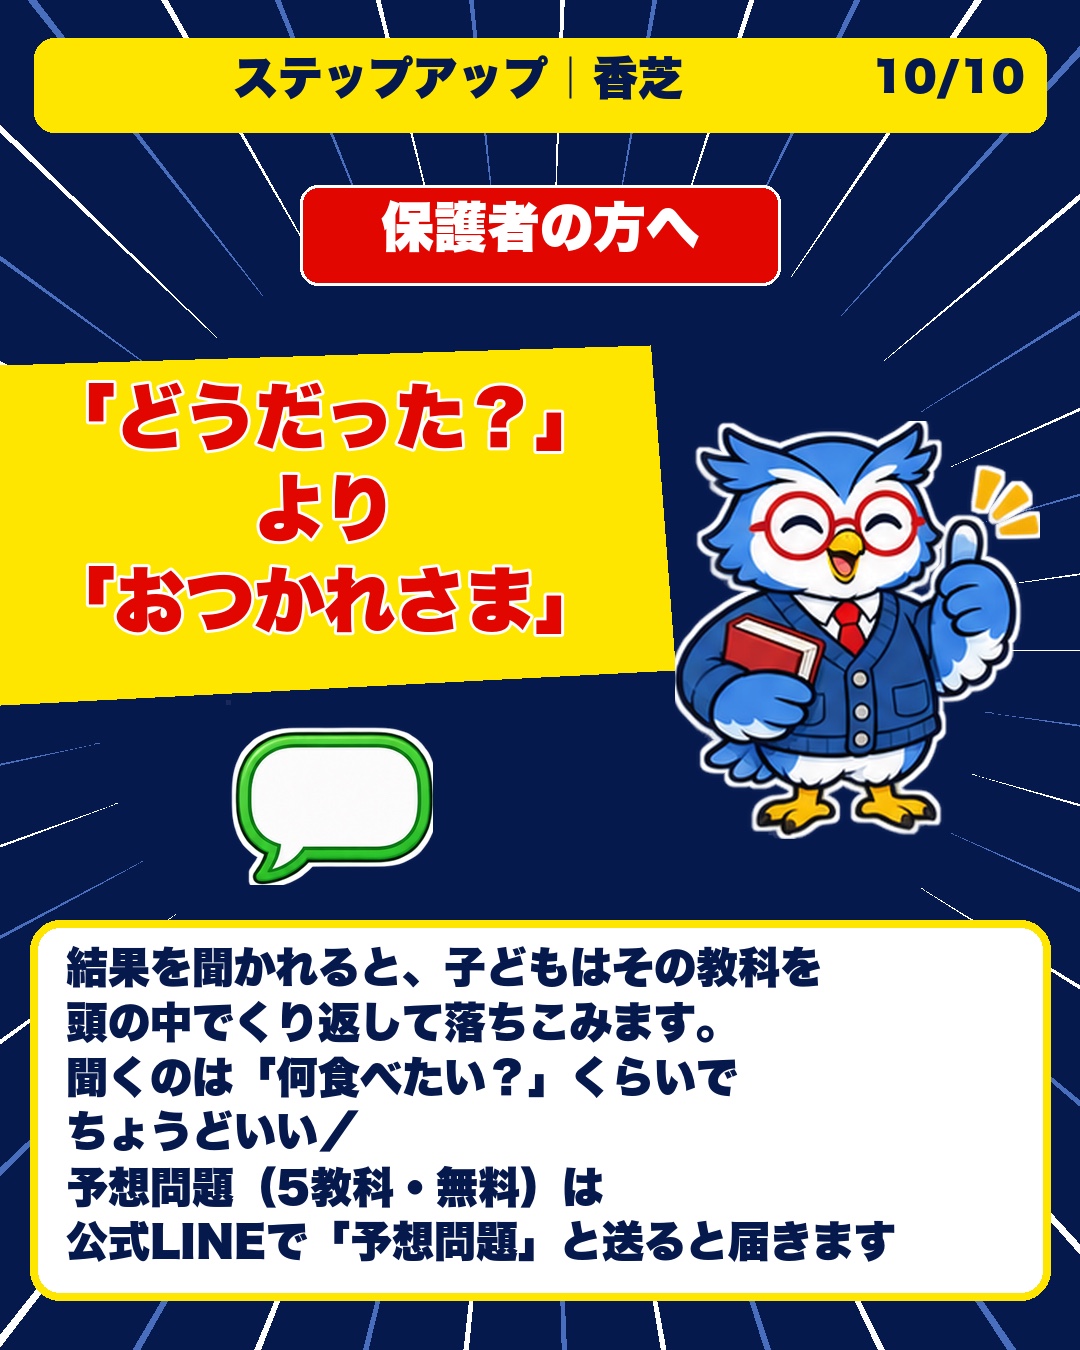 ステップアップ｜香芝
10/10
保護者の方へ
「どうだった？」
より
「おつかれさま」
結果を聞かれると、子どもはその教科を
頭の中でくり返して落ちこみます。
聞くのは「何食べたい？」くらいで
ちょうどいい／
予想問題（5教科・無料）は
公式LINEで「予想問題」と送ると届きます